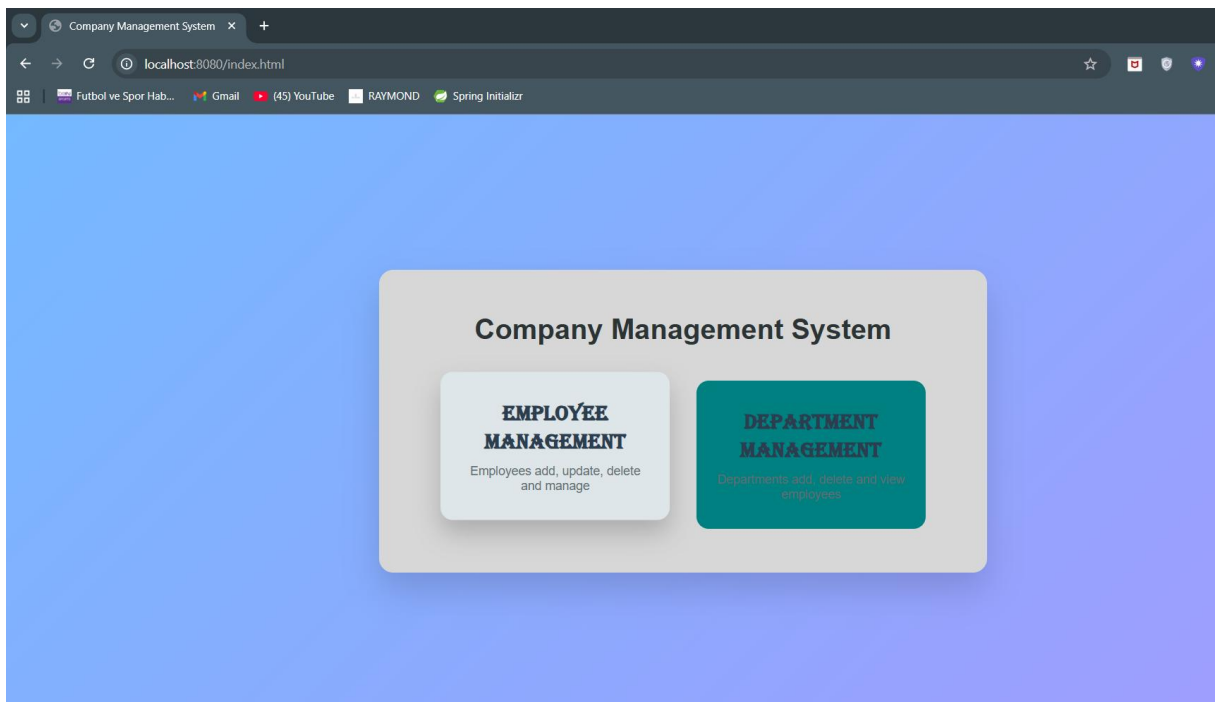 Company Management System
localhost:8080/index.html
Futbol ve Spor Hab... Gmail (45) YouTube RAYMOND Spring Initializr
Company Management System
EMPLOYEE
MANAGEMENT
Employees add, update, delete
and manage
DEPARTMENT
MANAGEMENT
Departments add, delete and view
employees